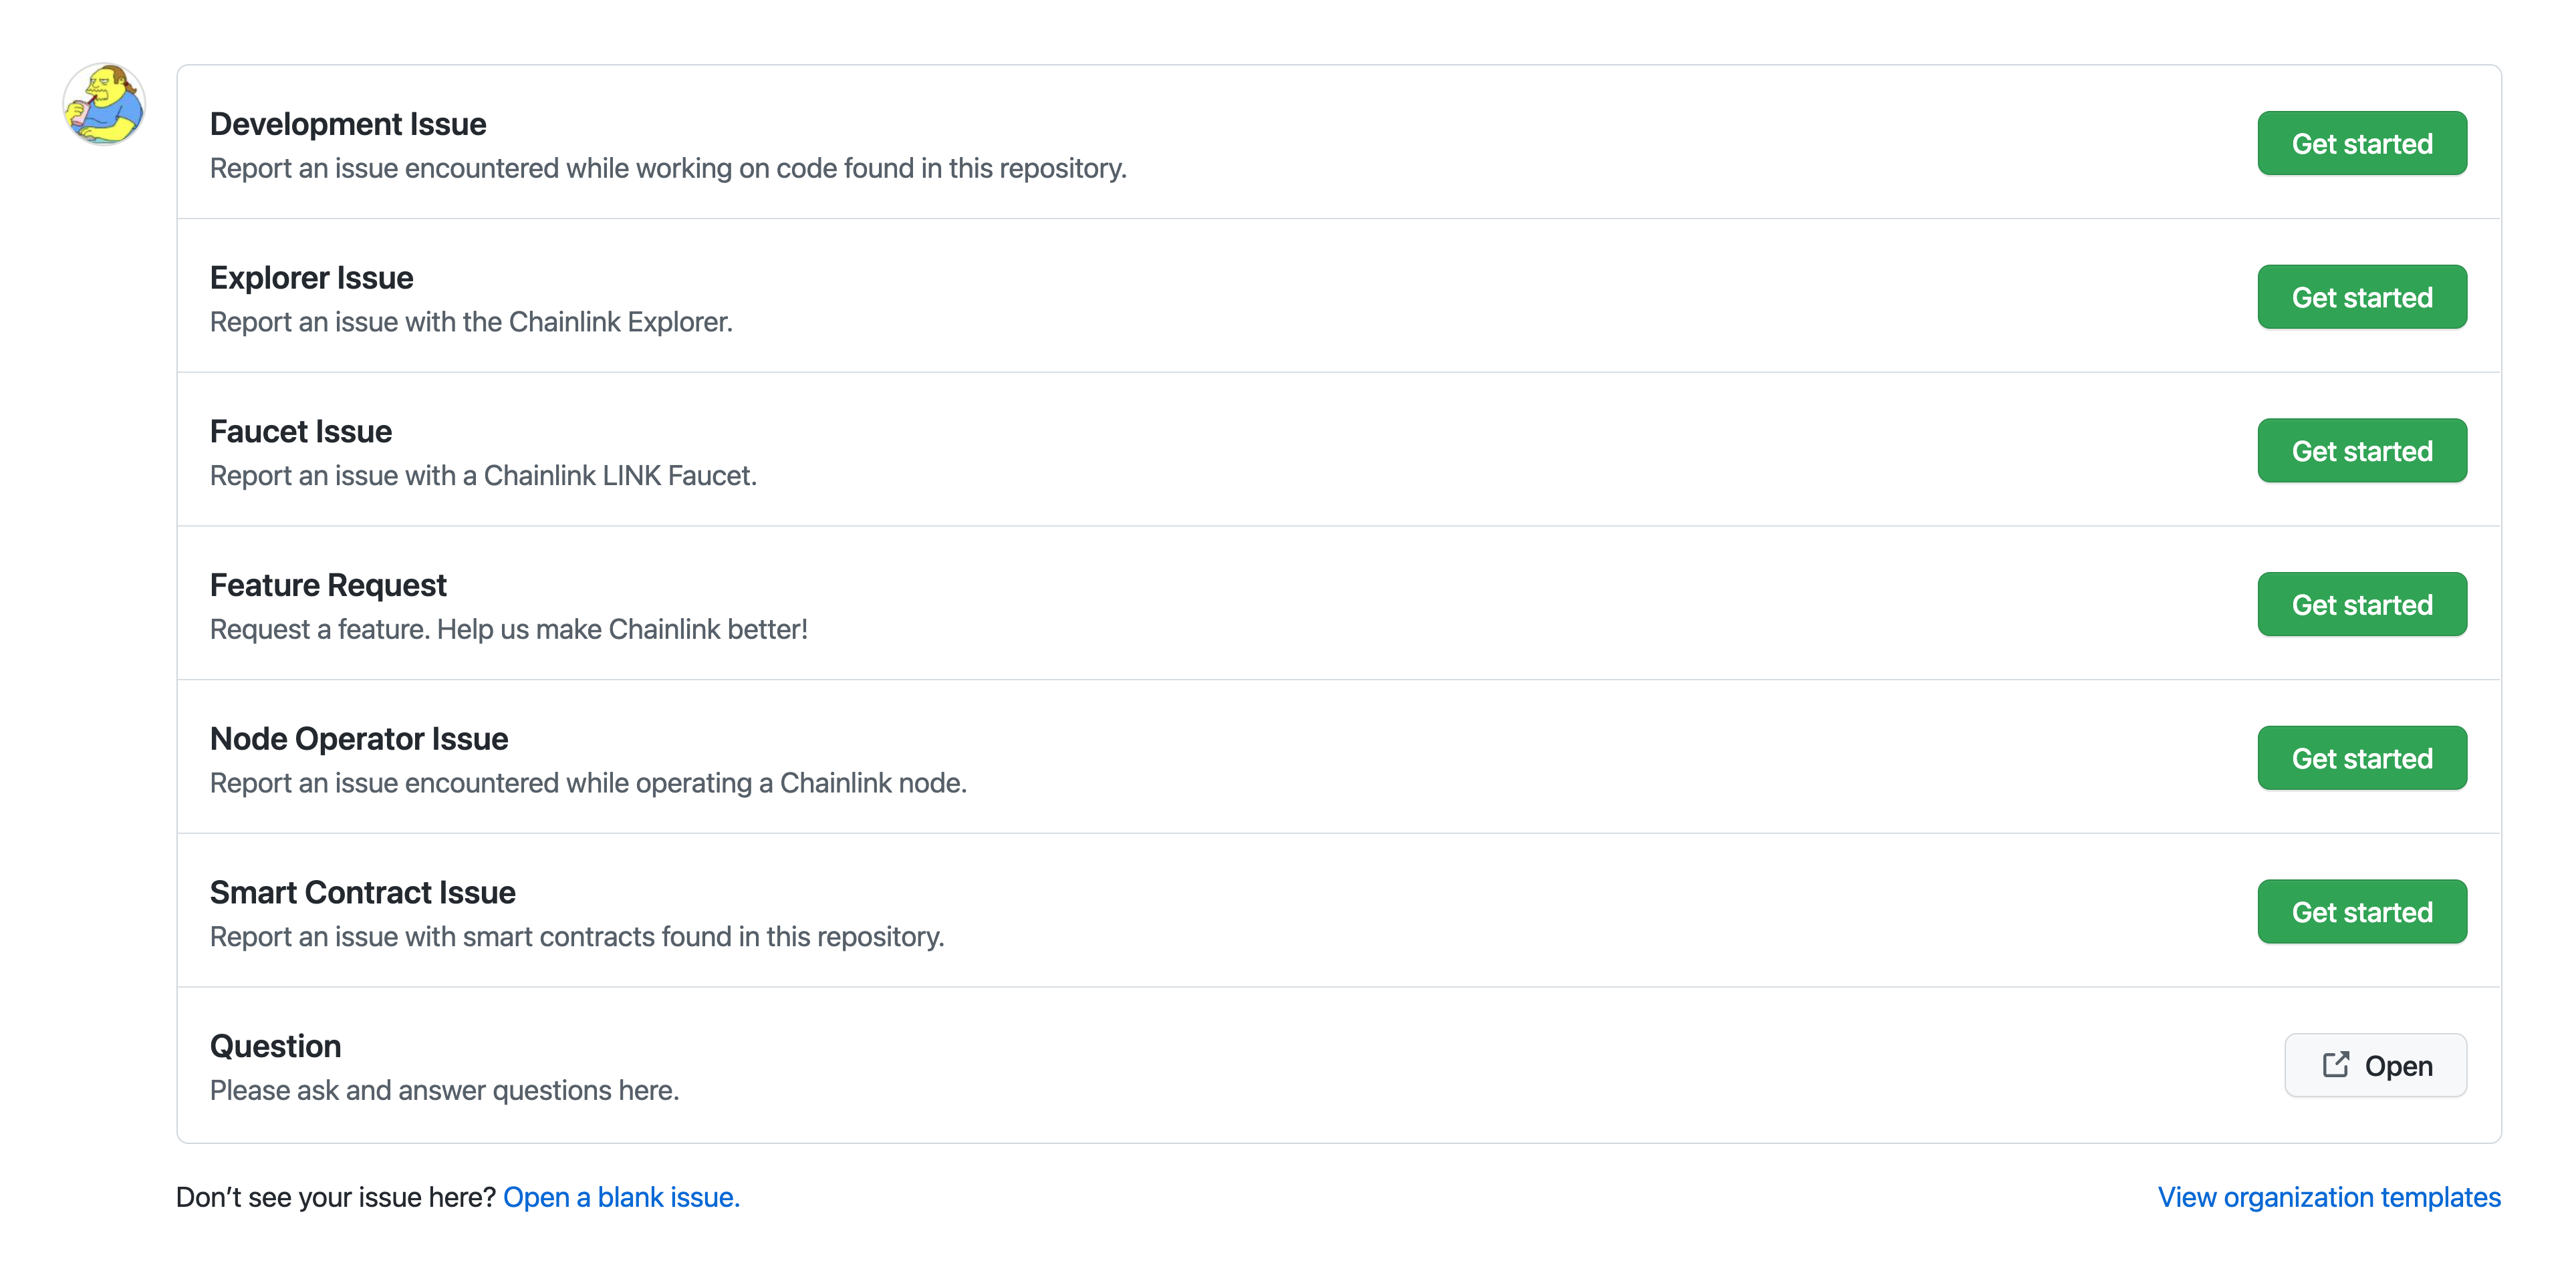 Development Issue
Report an issue encountered while working on code found in this repository.
Get started
Explorer Issue
Report an issue with the Chainlink Explorer.
Get started
Faucet Issue
Report an issue with a Chainlink LINK Faucet.
Get started
Feature Request
Request a feature. Help us make Chainlink better!
Get started
Node Operator Issue
Report an issue encountered while operating a Chainlink node.
Get started
Smart Contract Issue
Report an issue with smart contracts found in this repository.
Get started
Question
Please ask and answer questions here.
Open
Don’t see your issue here? Open a blank issue.
View organization templates